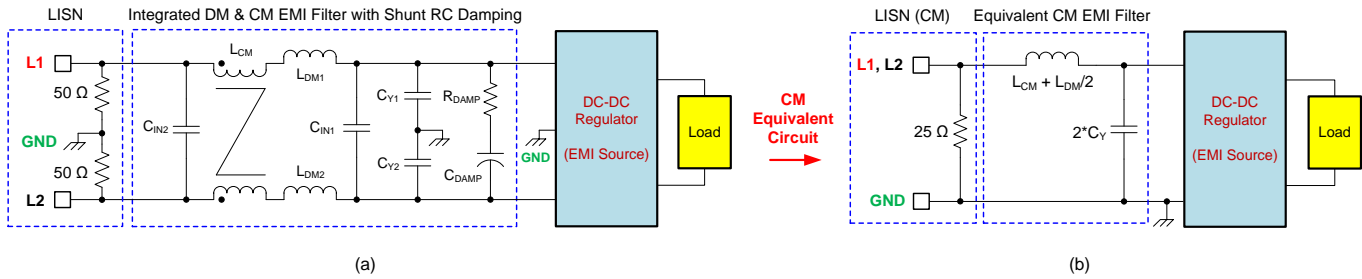 LISN
Integrated DM & CM EMI Filter with Shunt RC Damping
L1
50 Ω
GND
50 Ω
L2
CIN2
LCM
LDM1
LDM2
CIN1
CY1
CY2
RDAMP
CDAMP
GND
DC-DC
Regulator
(EMI Source)
Load
(a)
CM
Equivalent
Circuit
LISN (CM)
Equivalent CM EMI Filter
L1, L2
25 Ω
GND
LCM + LDM/2
2*CY
DC-DC
Regulator
(EMI Source)
Load
(b)